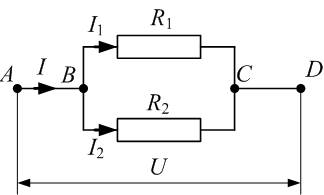 I₁ R₁
A I B C D
R₂
I₂
U